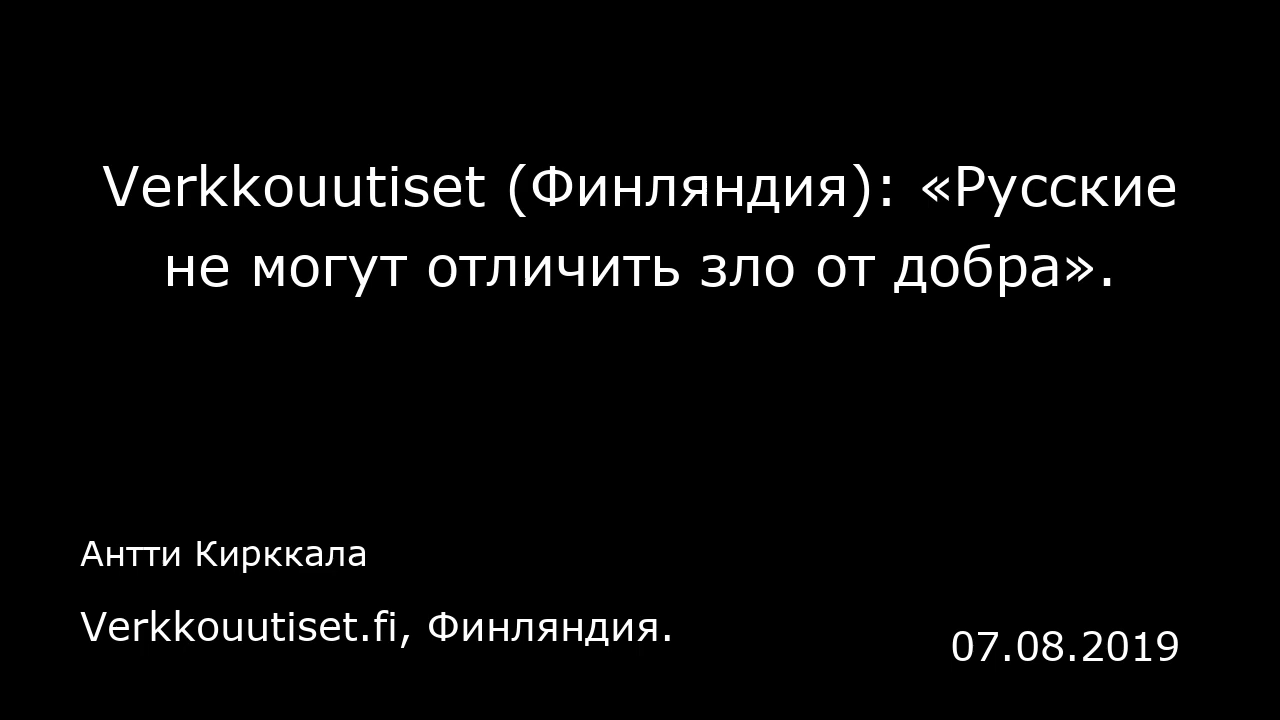 Verkkouutiset (Финляндия): «Русские
не могут отличить зло от добра».
Антти Кирккала
Verkkouutiset.fi, Финляндия.
07.08.2019